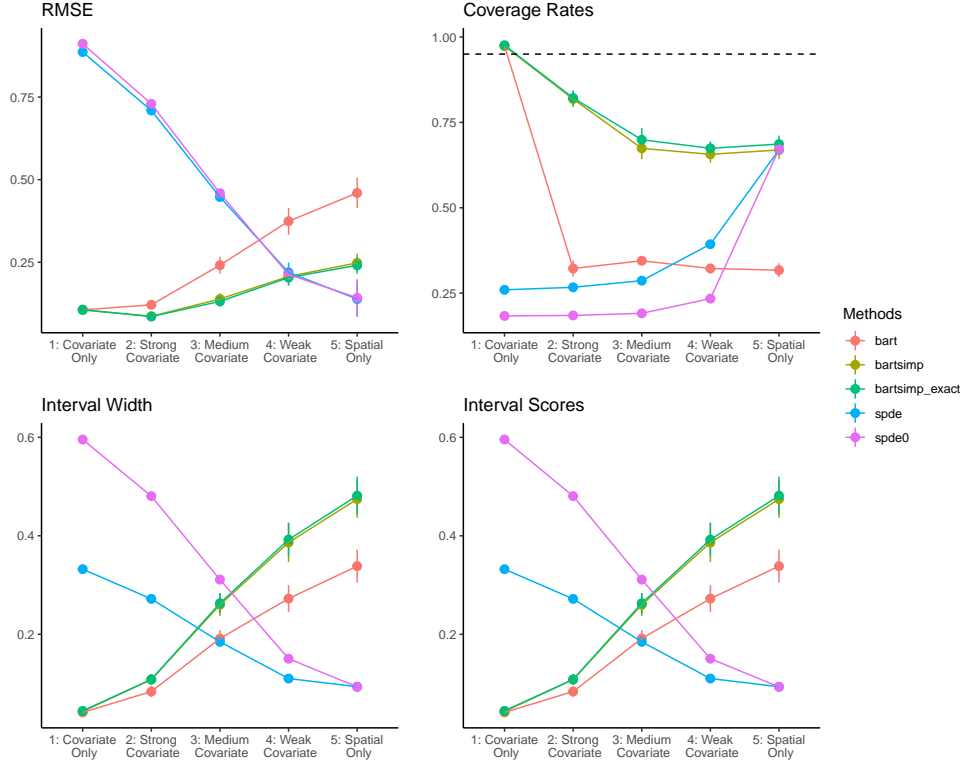 RMSE
0.75
0.50
0.25
1: Covariate Only
2: Strong Covariate
3: Medium Covariate
4: Weak Covariate
5: Spatial Only
Coverage Rates
1.00
0.75
0.50
0.25
1: Covariate Only
2: Strong Covariate
3: Medium Covariate
4: Weak Covariate
5: Spatial Only
Methods
bart
bartsimp
bartsimp_exact
spde
spde0
Interval Width
0.6
0.4
0.2
1: Covariate Only
2: Strong Covariate
3: Medium Covariate
4: Weak Covariate
5: Spatial Only
Interval Scores
0.6
0.4
0.2
1: Covariate Only
2: Strong Covariate
3: Medium Covariate
4: Weak Covariate
5: Spatial Only